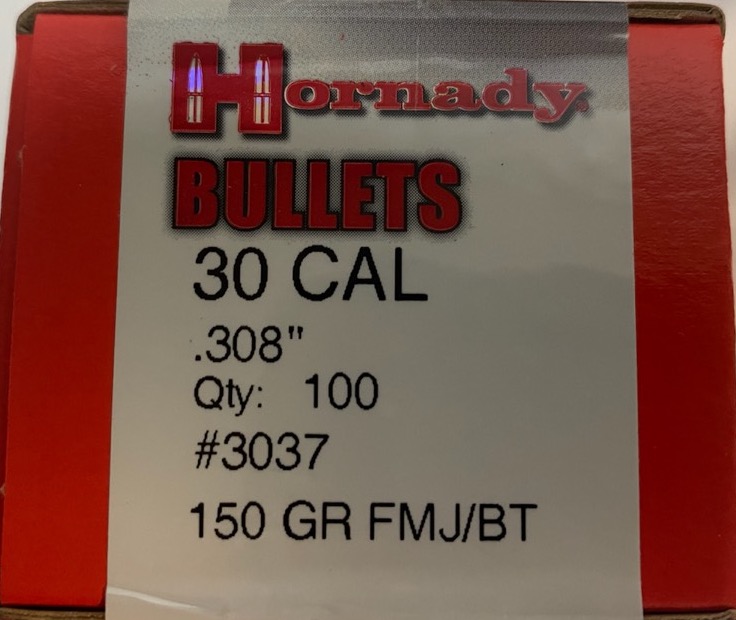 Hornady
BULLETS
30 CAL
.308"
Qty: 100
#3037
150 GR FMJ/BT